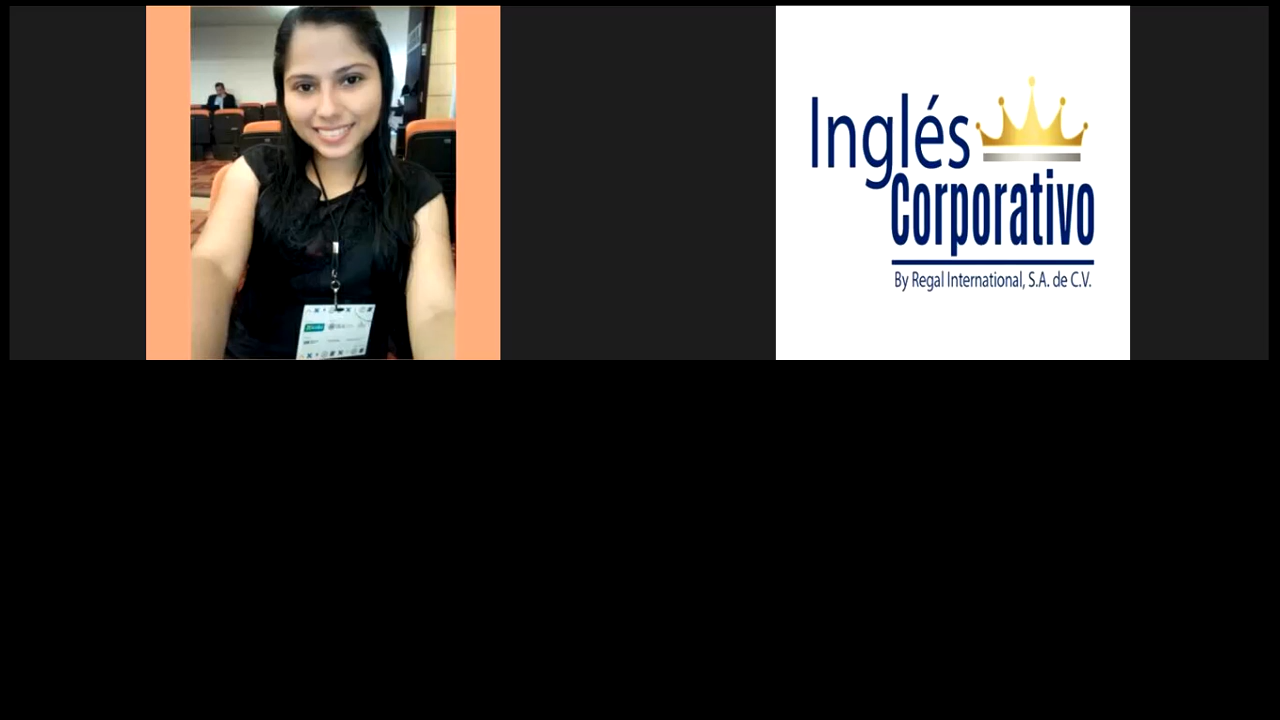 Inglés
Corporativo
By Regal International, S.A. de C.V.